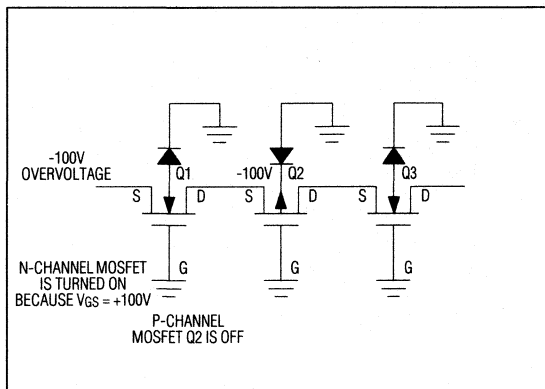 -100V
OVERVOLTAGE
Q1
-100V
Q2
Q3
S
D
S
D
S
D
G
G
G
N-CHANNEL MOSFET
IS TURNED ON
BECAUSE VGS = +100V
P-CHANNEL
MOSFET Q2 IS OFF